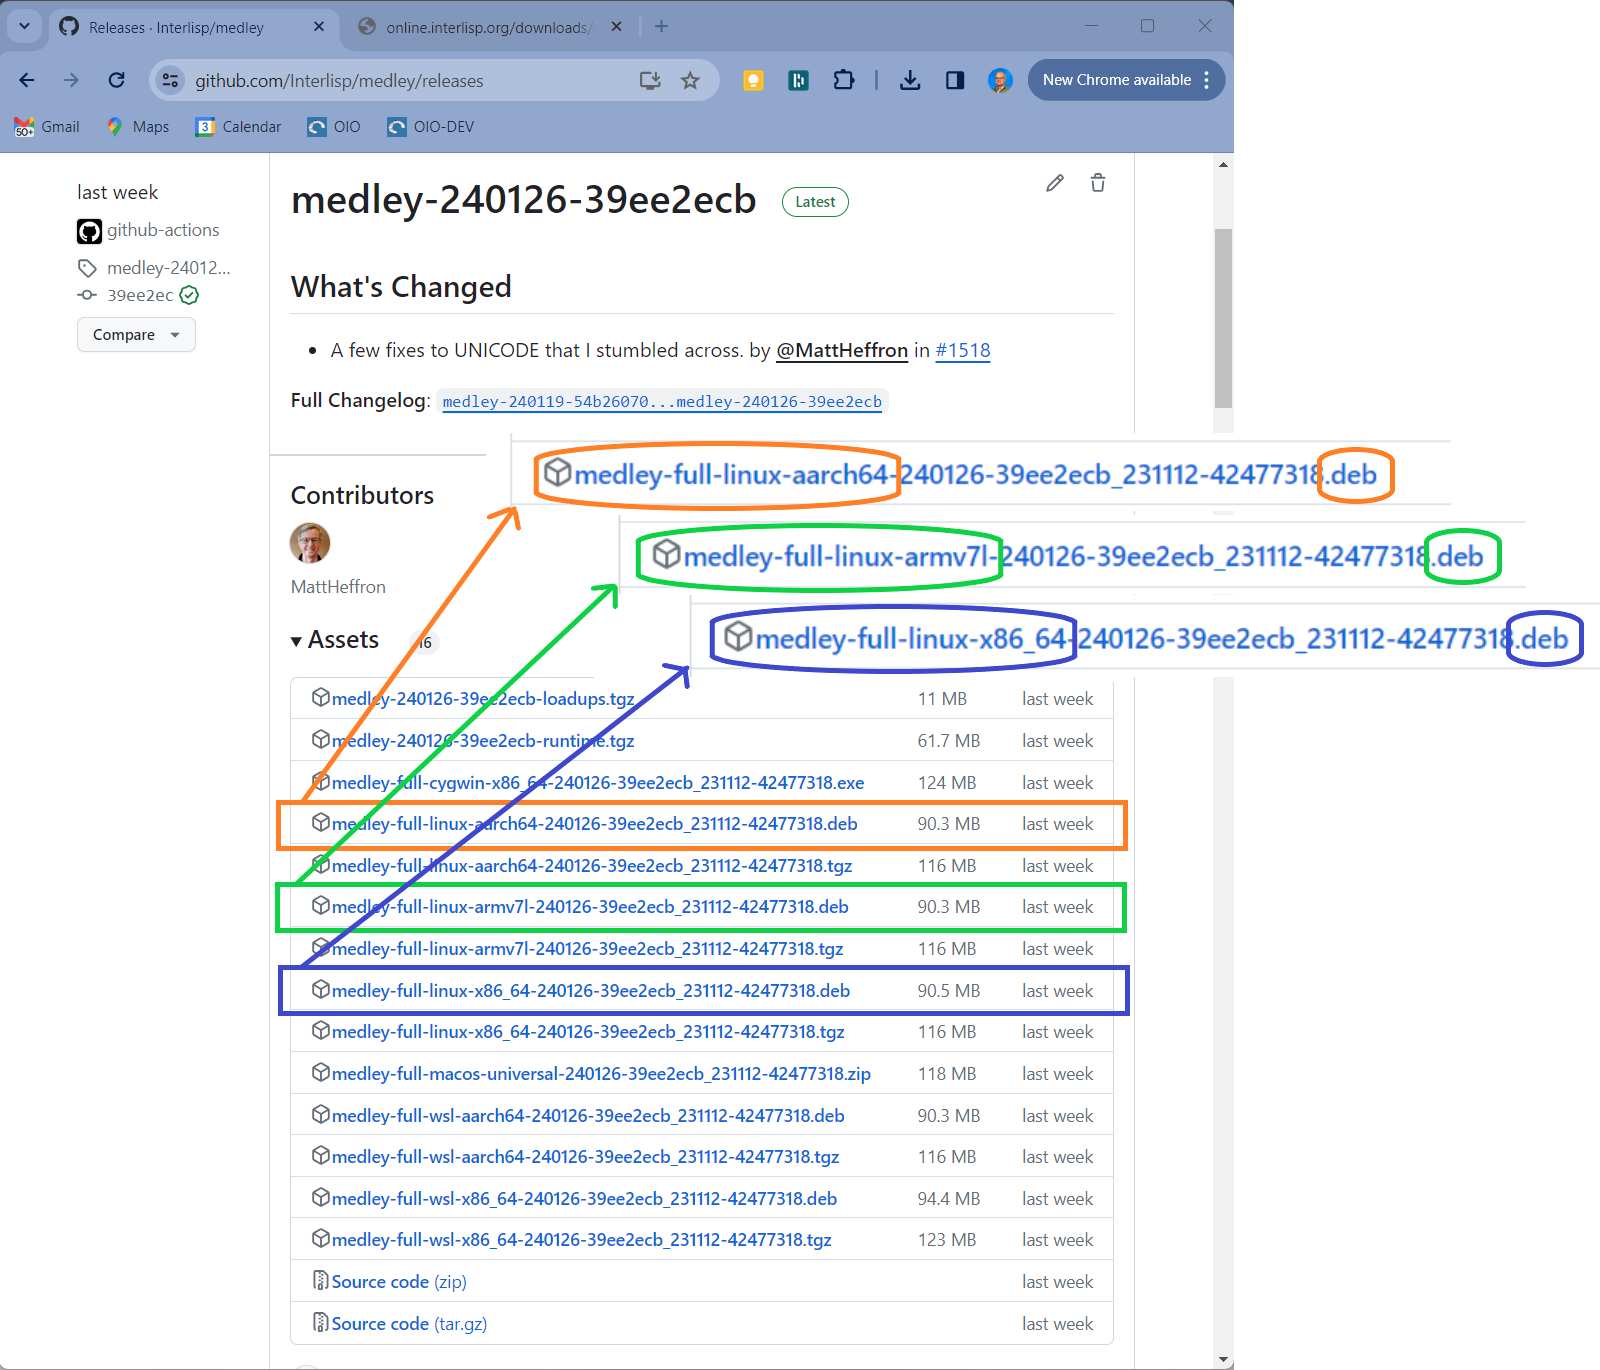 Releases · Interlisp/medley
online.interlisp.org/downloads/
github.com/Interlisp/medley/releases
New Chrome available
50+ Gmail
Maps
3 Calendar
OIO
OIO-DEV
last week
github-actions
medley-24012...
39ee2ec
Compare
medley-240126-39ee2ecb Latest
What's Changed
• A few fixes to UNICODE that I stumbled across. by @MattHeffron in #1518
Full Changelog: medley-240119-54b26070...medley-240126-39ee2ecb
medley-full-linux-aarch64-240126-39ee2ecb_231112-42477318.deb
medley-full-linux-armv7l-240126-39ee2ecb_231112-42477318.deb
medley-full-linux-x86_64-240126-39ee2ecb_231112-42477318.deb
Contributors
MattHeffron
Assets 16
medley-240126-39ee2ecb-loadups.tgz 11 MB last week
medley-240126-39ee2ecb-runtime.tgz 61.7 MB last week
medley-full-cygwin-x86_64-240126-39ee2ecb_231112-42477318.exe 124 MB last week
medley-full-linux-aarch64-240126-39ee2ecb_231112-42477318.deb 90.3 MB last week
medley-full-linux-aarch64-240126-39ee2ecb_231112-42477318.tgz 116 MB last week
medley-full-linux-armv7l-240126-39ee2ecb_231112-42477318.deb 90.3 MB last week
medley-full-linux-armv7l-240126-39ee2ecb_231112-42477318.tgz 116 MB last week
medley-full-linux-x86_64-240126-39ee2ecb_231112-42477318.deb 90.5 MB last week
medley-full-linux-x86_64-240126-39ee2ecb_231112-42477318.tgz 116 MB last week
medley-full-macos-universal-240126-39ee2ecb_231112-42477318.zip 118 MB last week
medley-full-wsl-aarch64-240126-39ee2ecb_231112-42477318.deb 90.3 MB last week
medley-full-wsl-aarch64-240126-39ee2ecb_231112-42477318.tgz 116 MB last week
medley-full-wsl-x86_64-240126-39ee2ecb_231112-42477318.deb 94.4 MB last week
medley-full-wsl-x86_64-240126-39ee2ecb_231112-42477318.tgz 123 MB last week
Source code (zip) last week
Source code (tar.gz) last week